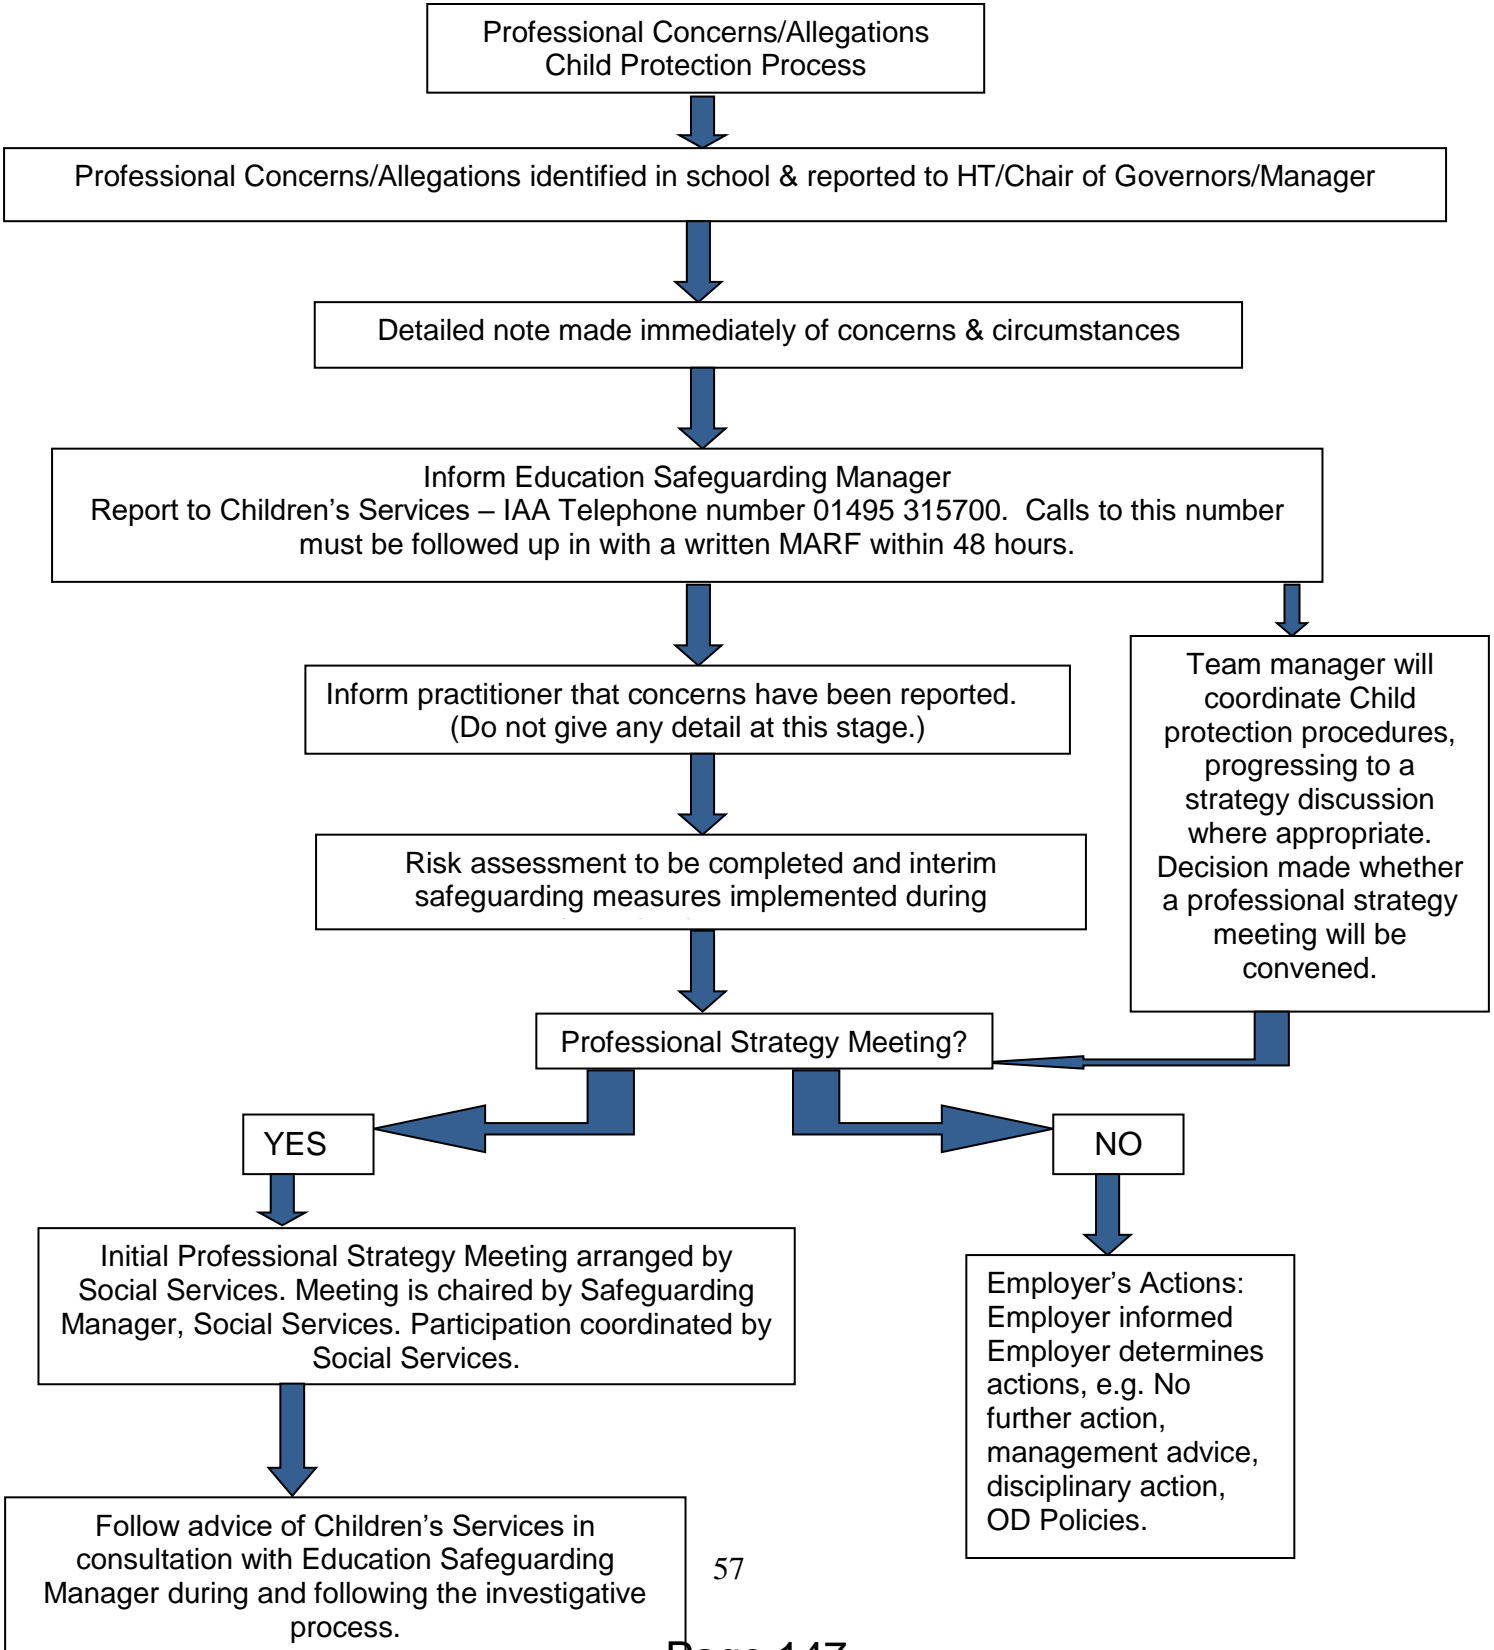 Professional Concerns/Allegations
Child Protection Process
Professional Concerns/Allegations identified in school & reported to HT/Chair of Governors/Manager
Detailed note made immediately of concerns & circumstances
Inform Education Safeguarding Manager
Report to Children’s Services – IAA Telephone number 01495 315700.  Calls to this number
must be followed up in with a written MARF within 48 hours.
Inform practitioner that concerns have been reported.
(Do not give any detail at this stage.)
Team manager will
coordinate Child
protection procedures,
progressing to a
strategy discussion
where appropriate.
Decision made whether
a professional strategy
meeting will be
convened.
Risk assessment to be completed and interim
safeguarding measures implemented during
Professional Strategy Meeting?
YES
NO
Initial Professional Strategy Meeting arranged by
Social Services. Meeting is chaired by Safeguarding
Manager, Social Services. Participation coordinated by
Social Services.
Employer’s Actions:
Employer informed
Employer determines
actions, e.g. No
further action,
management advice,
disciplinary action,
OD Policies.
Follow advice of Children’s Services in
consultation with Education Safeguarding
Manager during and following the investigative
process.
57
Page 147